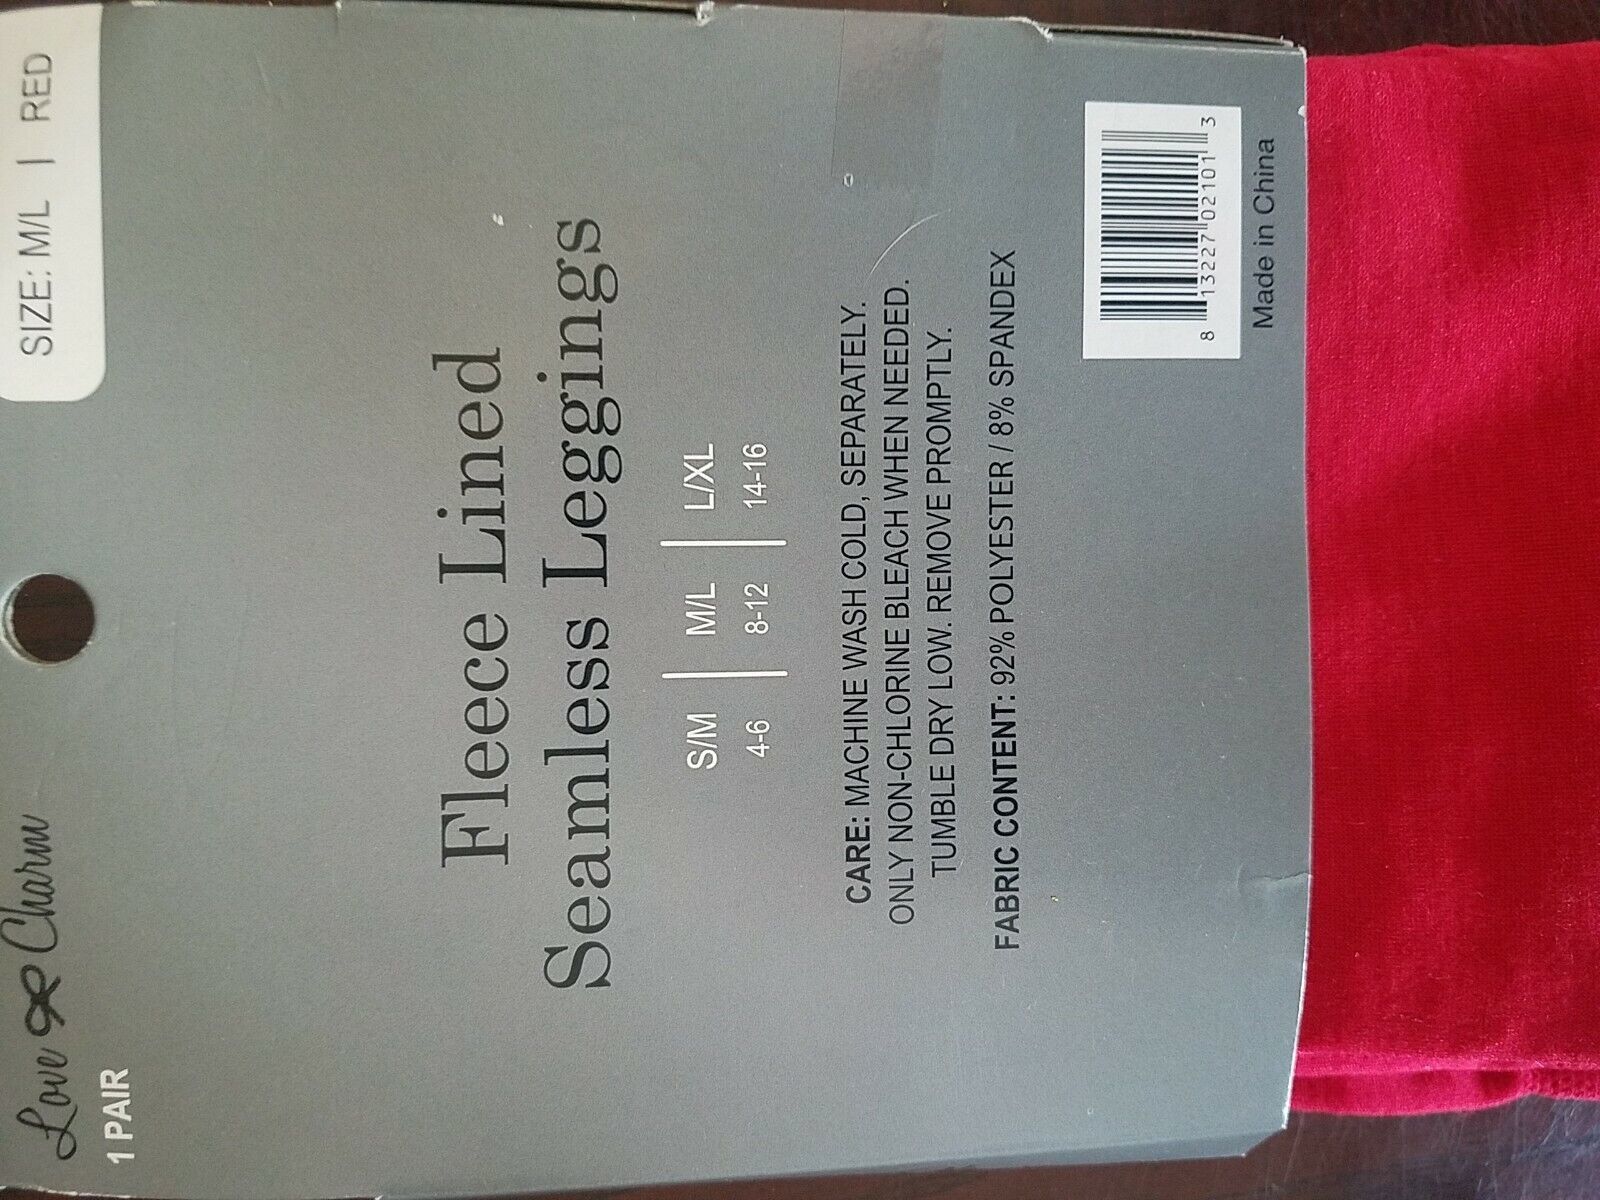 Love Charm
1 PAIR
SIZE: M/L | RED
Fleece Lined
Seamless Leggings
S/M | M/L | L/XL
4-6 | 8-12 | 14-16
CARE: MACHINE WASH COLD, SEPARATELY.
ONLY NON-CHLORINE BLEACH WHEN NEEDED.
TUMBLE DRY LOW. REMOVE PROMPTLY.
FABRIC CONTENT: 92% POLYESTER / 8% SPANDEX
8 13227 02101 3
Made in China